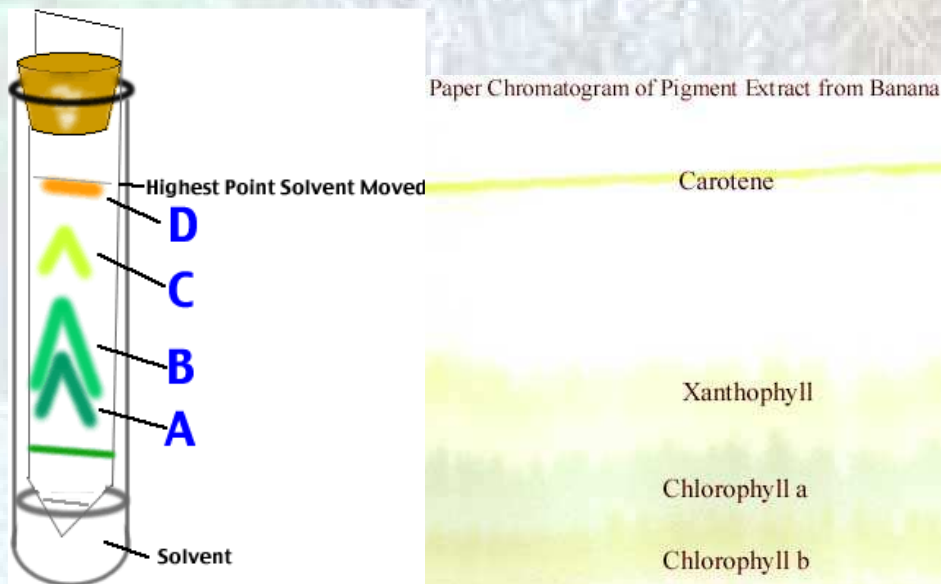 Highest Point Solvent Moved
D
C
B
A
Solvent
Paper Chromatogram of Pigment Extract from Banana
Carotene
Xanthophyll
Chlorophyll a
Chlorophyll b